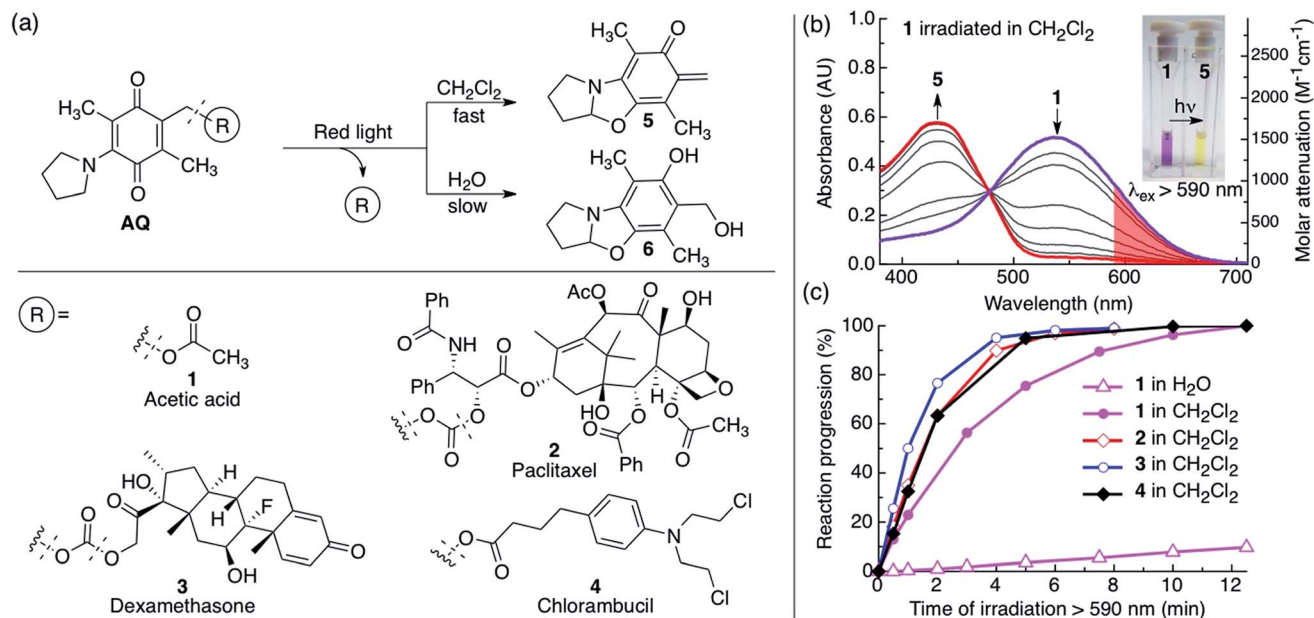 (a)
O
H₃C
R
N
CH₃
O
AQ
Red light
R
CH₂Cl₂
fast
H₂O
slow
H₃C
O
N
O
CH₃
5
H₃C
OH
N
O
CH₃
OH
6
R =
O
O
CH₃
1
Acetic acid
Ph
O
NH
Ph
O
O
O
O
O
AcO
O
OH
HO
O
O
Ph
H
O
O
O
CH₃
2
Paclitaxel
HO
O
O
O
O
H
H
F
H
OH
O
3
Dexamethasone
O
O
N
Cl
Cl
4
Chlorambucil
(b)
1 irradiated in CH₂Cl₂
5
1
1
5
hν
λex > 590 nm
Absorbance (AU)
1.0
0.8
0.6
0.4
0.2
0.0
400
500
600
700
Wavelength (nm)
2500
2000
1500
1000
500
0
Molar attenuation (M⁻¹cm⁻¹)
(c)
Reaction progression (%)
100
80
60
40
20
0
0
2
4
6
8
10
12
Time of irradiation > 590 nm (min)
1 in H₂O
1 in CH₂Cl₂
2 in CH₂Cl₂
3 in CH₂Cl₂
4 in CH₂Cl₂